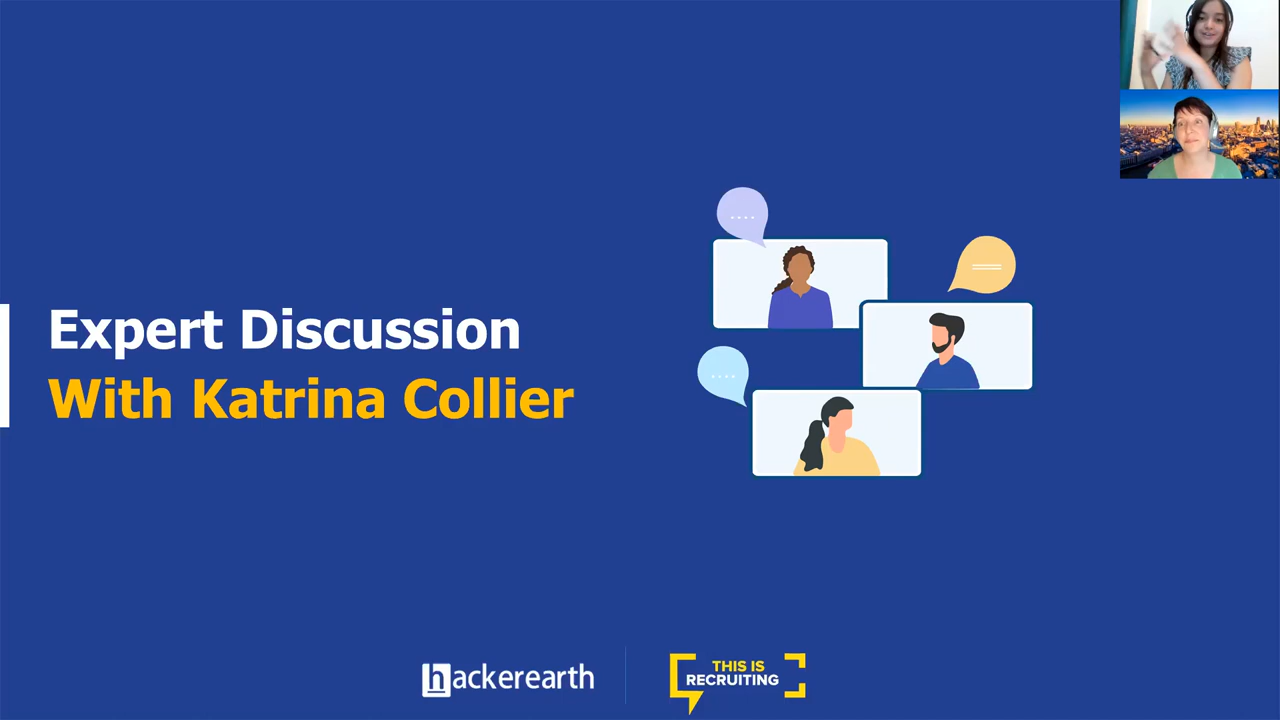 Expert Discussion
With Katrina Collier
hackerearth
THIS IS
RECRUITING